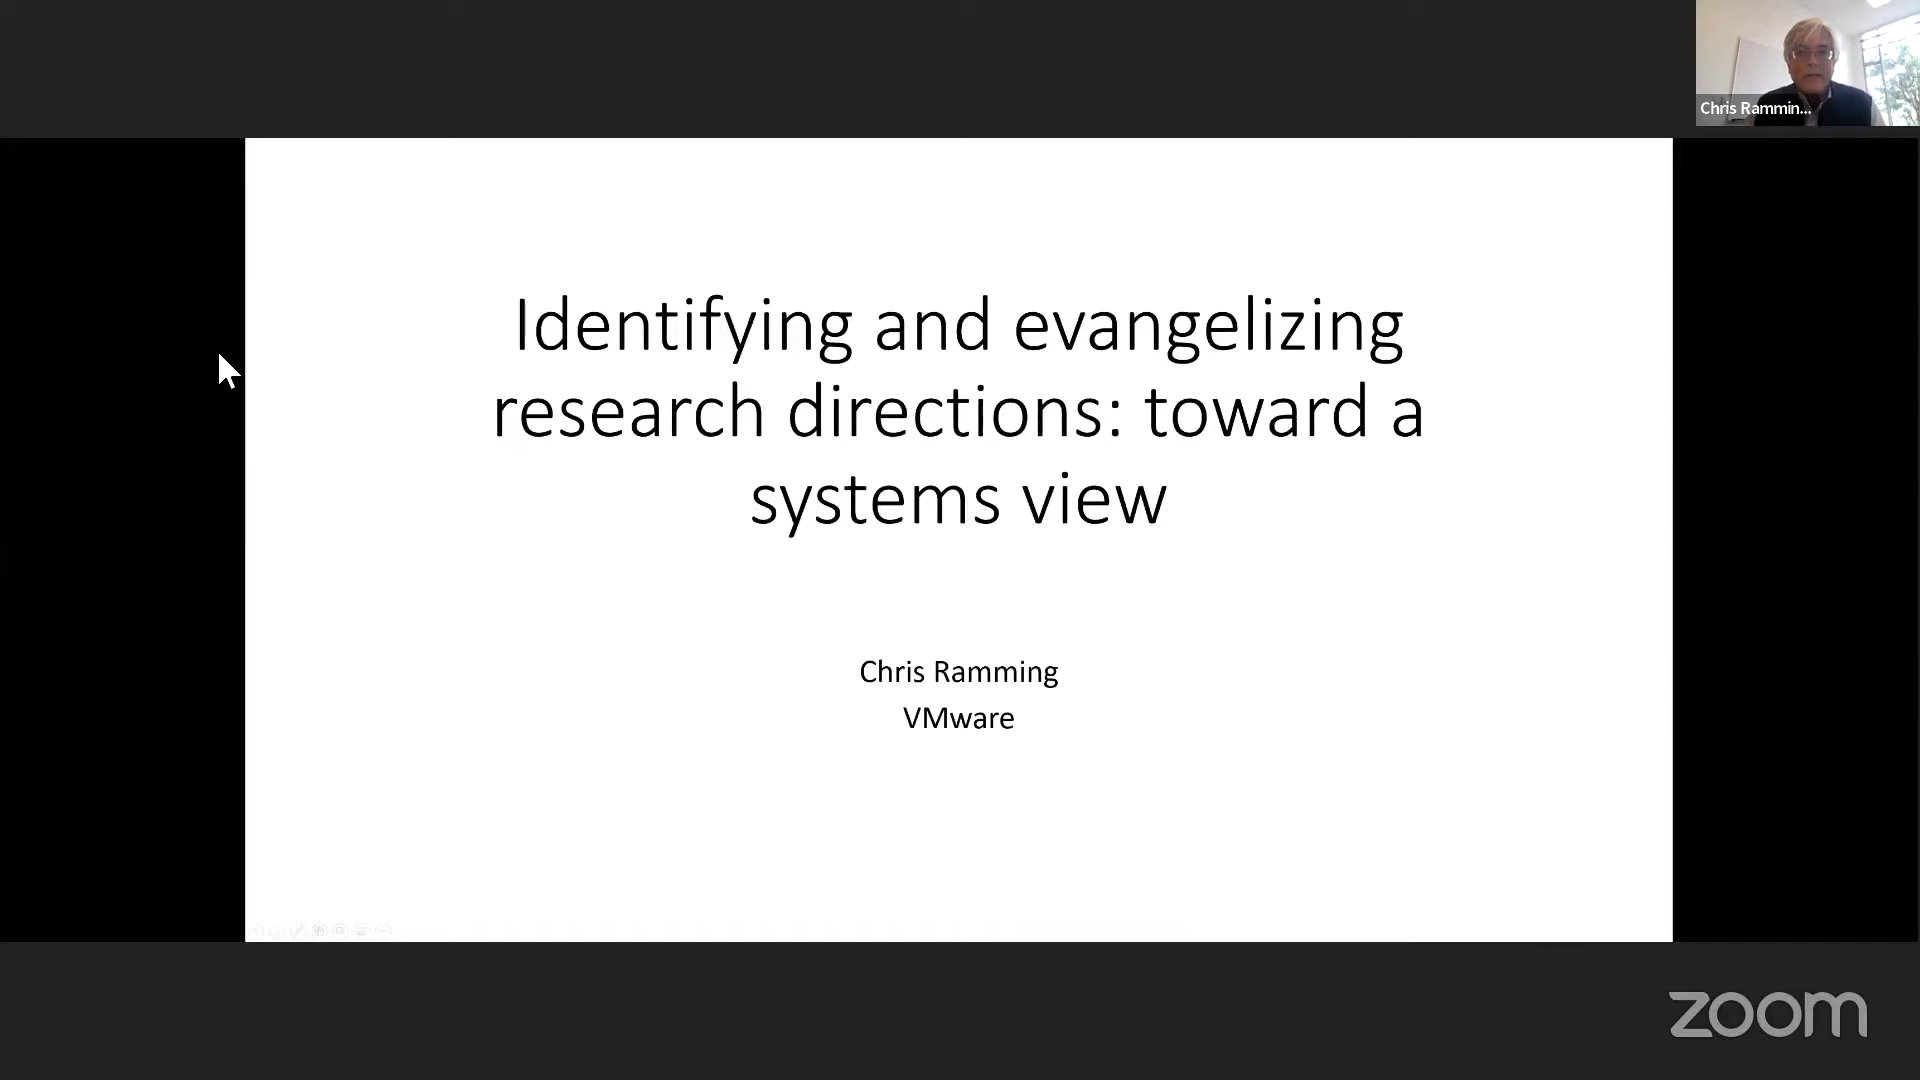 Chris Rammin...
Identifying and evangelizing
research directions: toward a
systems view
Chris Ramming
VMware
zoom